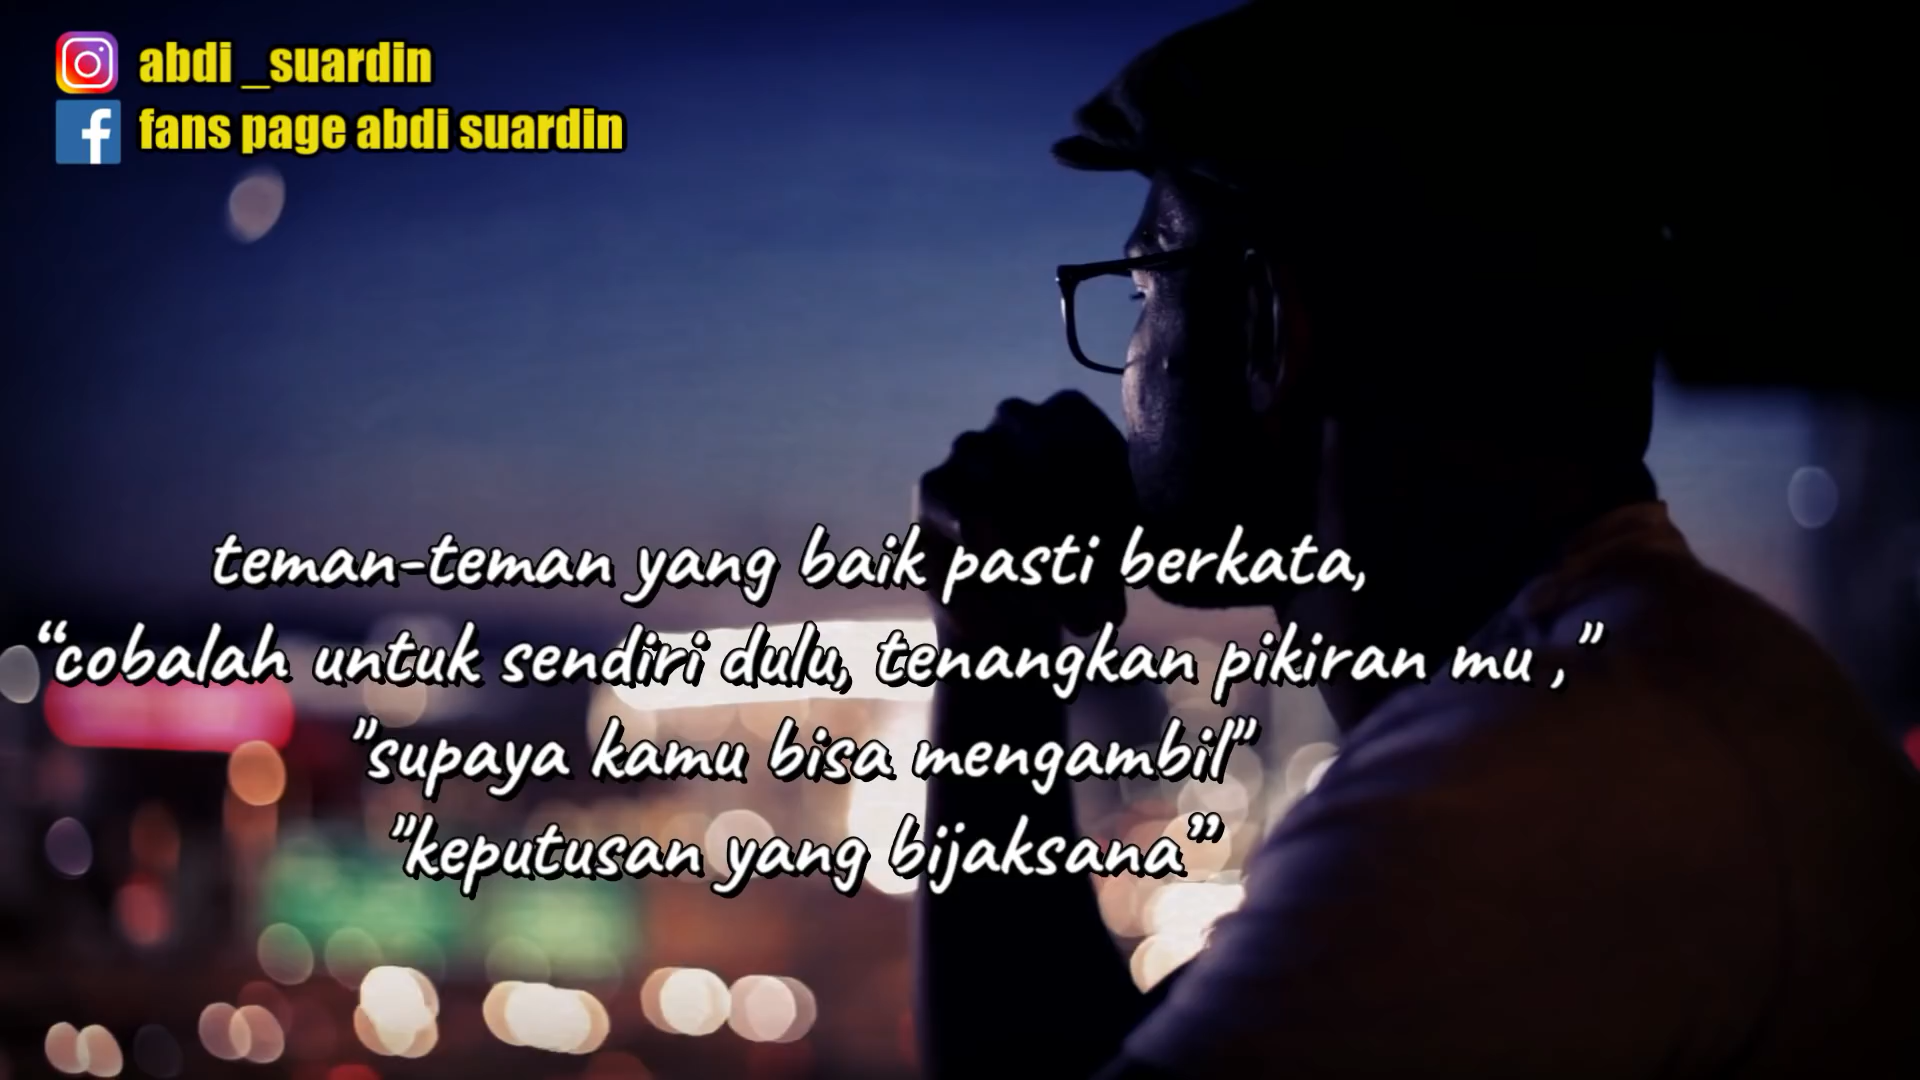 abdi _suardin
fans page abdi suardin
teman-teman yang baik pasti berkata,
“cobalah untuk sendiri dulu, tenangkan pikiran mu ,"
"supaya kamu bisa mengambil"
"keputusan yang bijaksana”